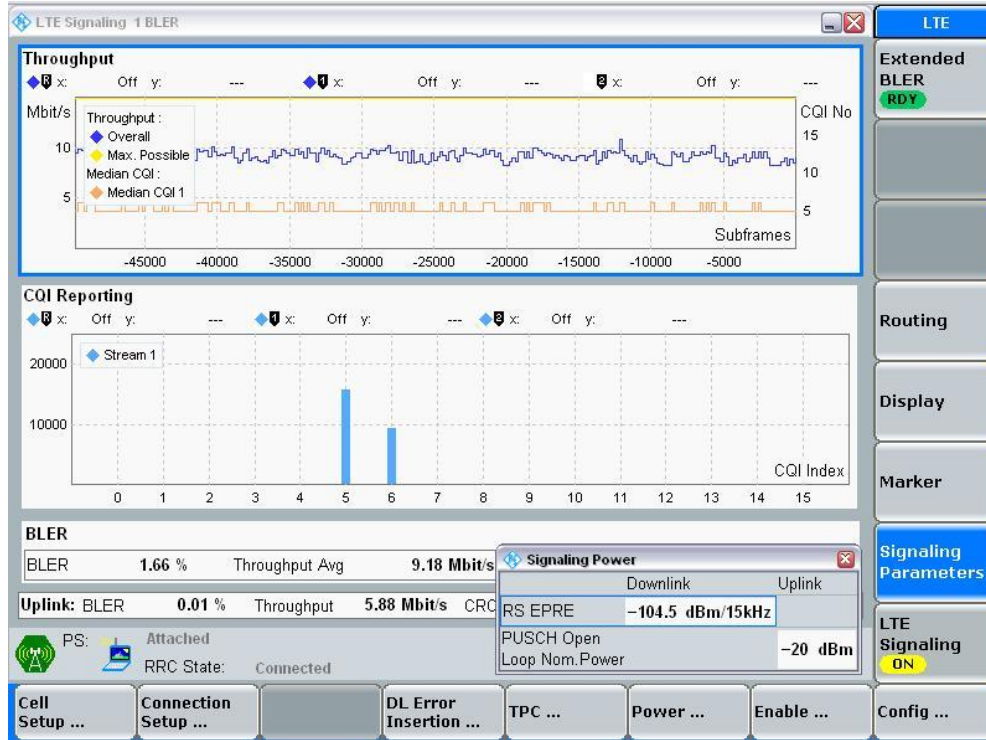 LTE Signaling 1 BLER
LTE
Throughput
R x: Off y: --- 1 x: Off y: --- 2 x: Off y: ---
Mbit/s
CQI No
Throughput :
Overall
Max. Possible
Median CQI :
Median CQI 1
10
5
15
10
5
Subframes
-45000 -40000 -35000 -30000 -25000 -20000 -15000 -10000 -5000
CQI Reporting
R x: Off y: --- 1 x: Off y: --- 2 x: Off y: ---
Stream 1
20000
10000
CQI Index
0 1 2 3 4 5 6 7 8 9 10 11 12 13 14 15
BLER
BLER 1.66 % Throughput Avg 9.18 Mbit/s
Uplink: BLER 0.01 % Throughput 5.88 Mbit/s CRC
Signaling Power
Downlink Uplink
RS EPRE −104.5 dBm/15kHz
PUSCH Open
Loop Nom.Power −20 dBm
PS: Attached
RRC State: Connected
Extended
BLER
RDY
Routing
Display
Marker
Signaling
Parameters
LTE
Signaling
ON
Cell
Setup ...
Connection
Setup ...
DL Error
Insertion ...
TPC ...
Power ...
Enable ...
Config ...